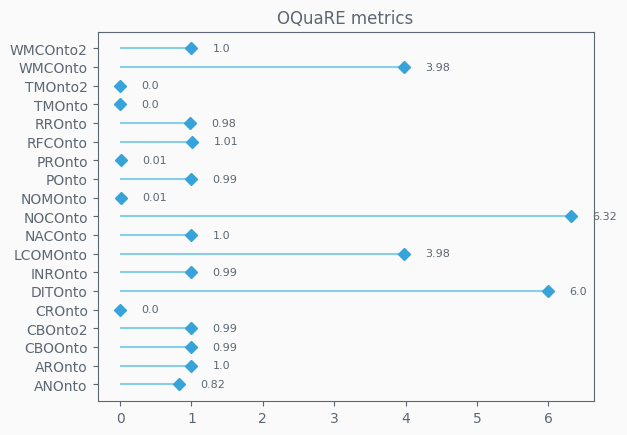 OQuaRE metrics
WMCOnto2 1.0
WMCOnto 3.98
TMOnto2 0.0
TMOnto 0.0
RROnto 0.98
RFCOnto 1.01
PROnto 0.01
POnto 0.99
NOMOnto 0.01
NOCOnto 6.32
NACOnto 1.0
LCOMOnto 3.98
INROnto 0.99
DITOnto 6.0
CROnto 0.0
CBOnto2 0.99
CBOOnto 0.99
AROnto 1.0
ANOnto 0.82
0 1 2 3 4 5 6